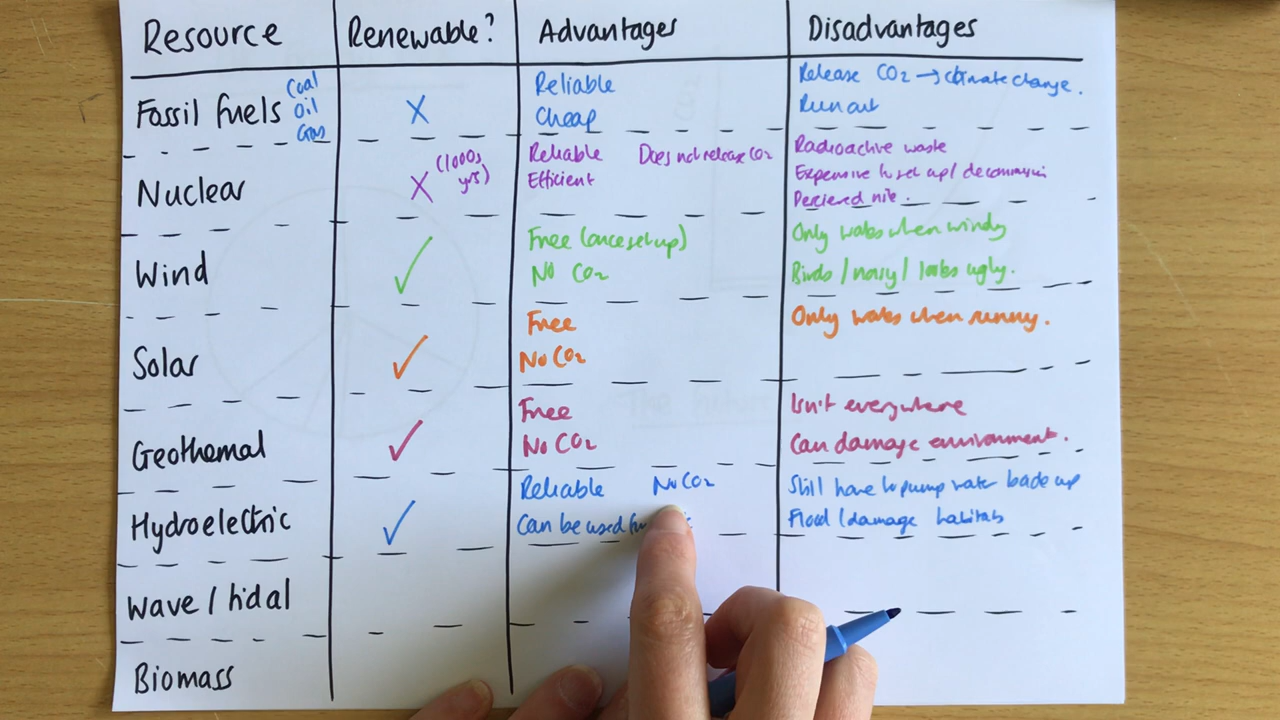 Resource Renewable? Advantages Disadvantages
Fossil fuels Coal Oil Gas X Reliable Cheap Release CO2 → climate change. Run out
Nuclear X (1000s yrs) Reliable Does not release CO2 Efficient Radioactive waste Expensive to set up / decommission Percieved
Wind ✓ Free (once set up) No CO2 Only works when windy Birds / noisy / looks ugly.
Solar ✓ Free No CO2 Only works when sunny.
Geothermal ✓ Free No CO2 Isn't everywhere Can damage environment.
Hydroelectric ✓ Reliable No CO2 Can be used Still have to pump water back up Flood / damage habitats
Wave / tidal
Biomass